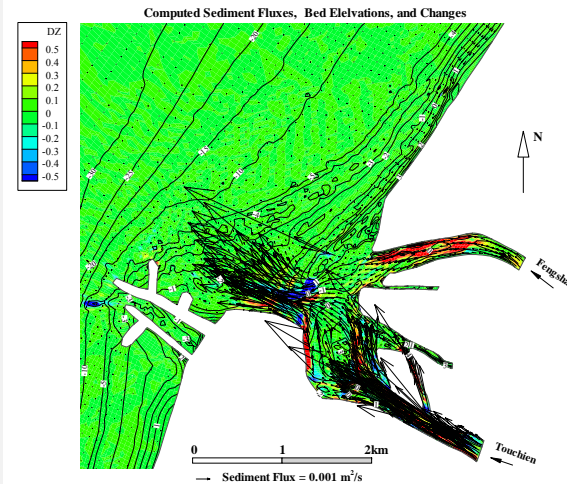 Computed Sediment Fluxes, Bed Elelvations, and Changes
DZ
0.5
0.4
0.3
0.2
0.1
0
-0.1
-0.2
-0.3
-0.4
-0.5
N
Fengsha
Touchien
0 1 2km
Sediment Flux = 0.001 m²/s